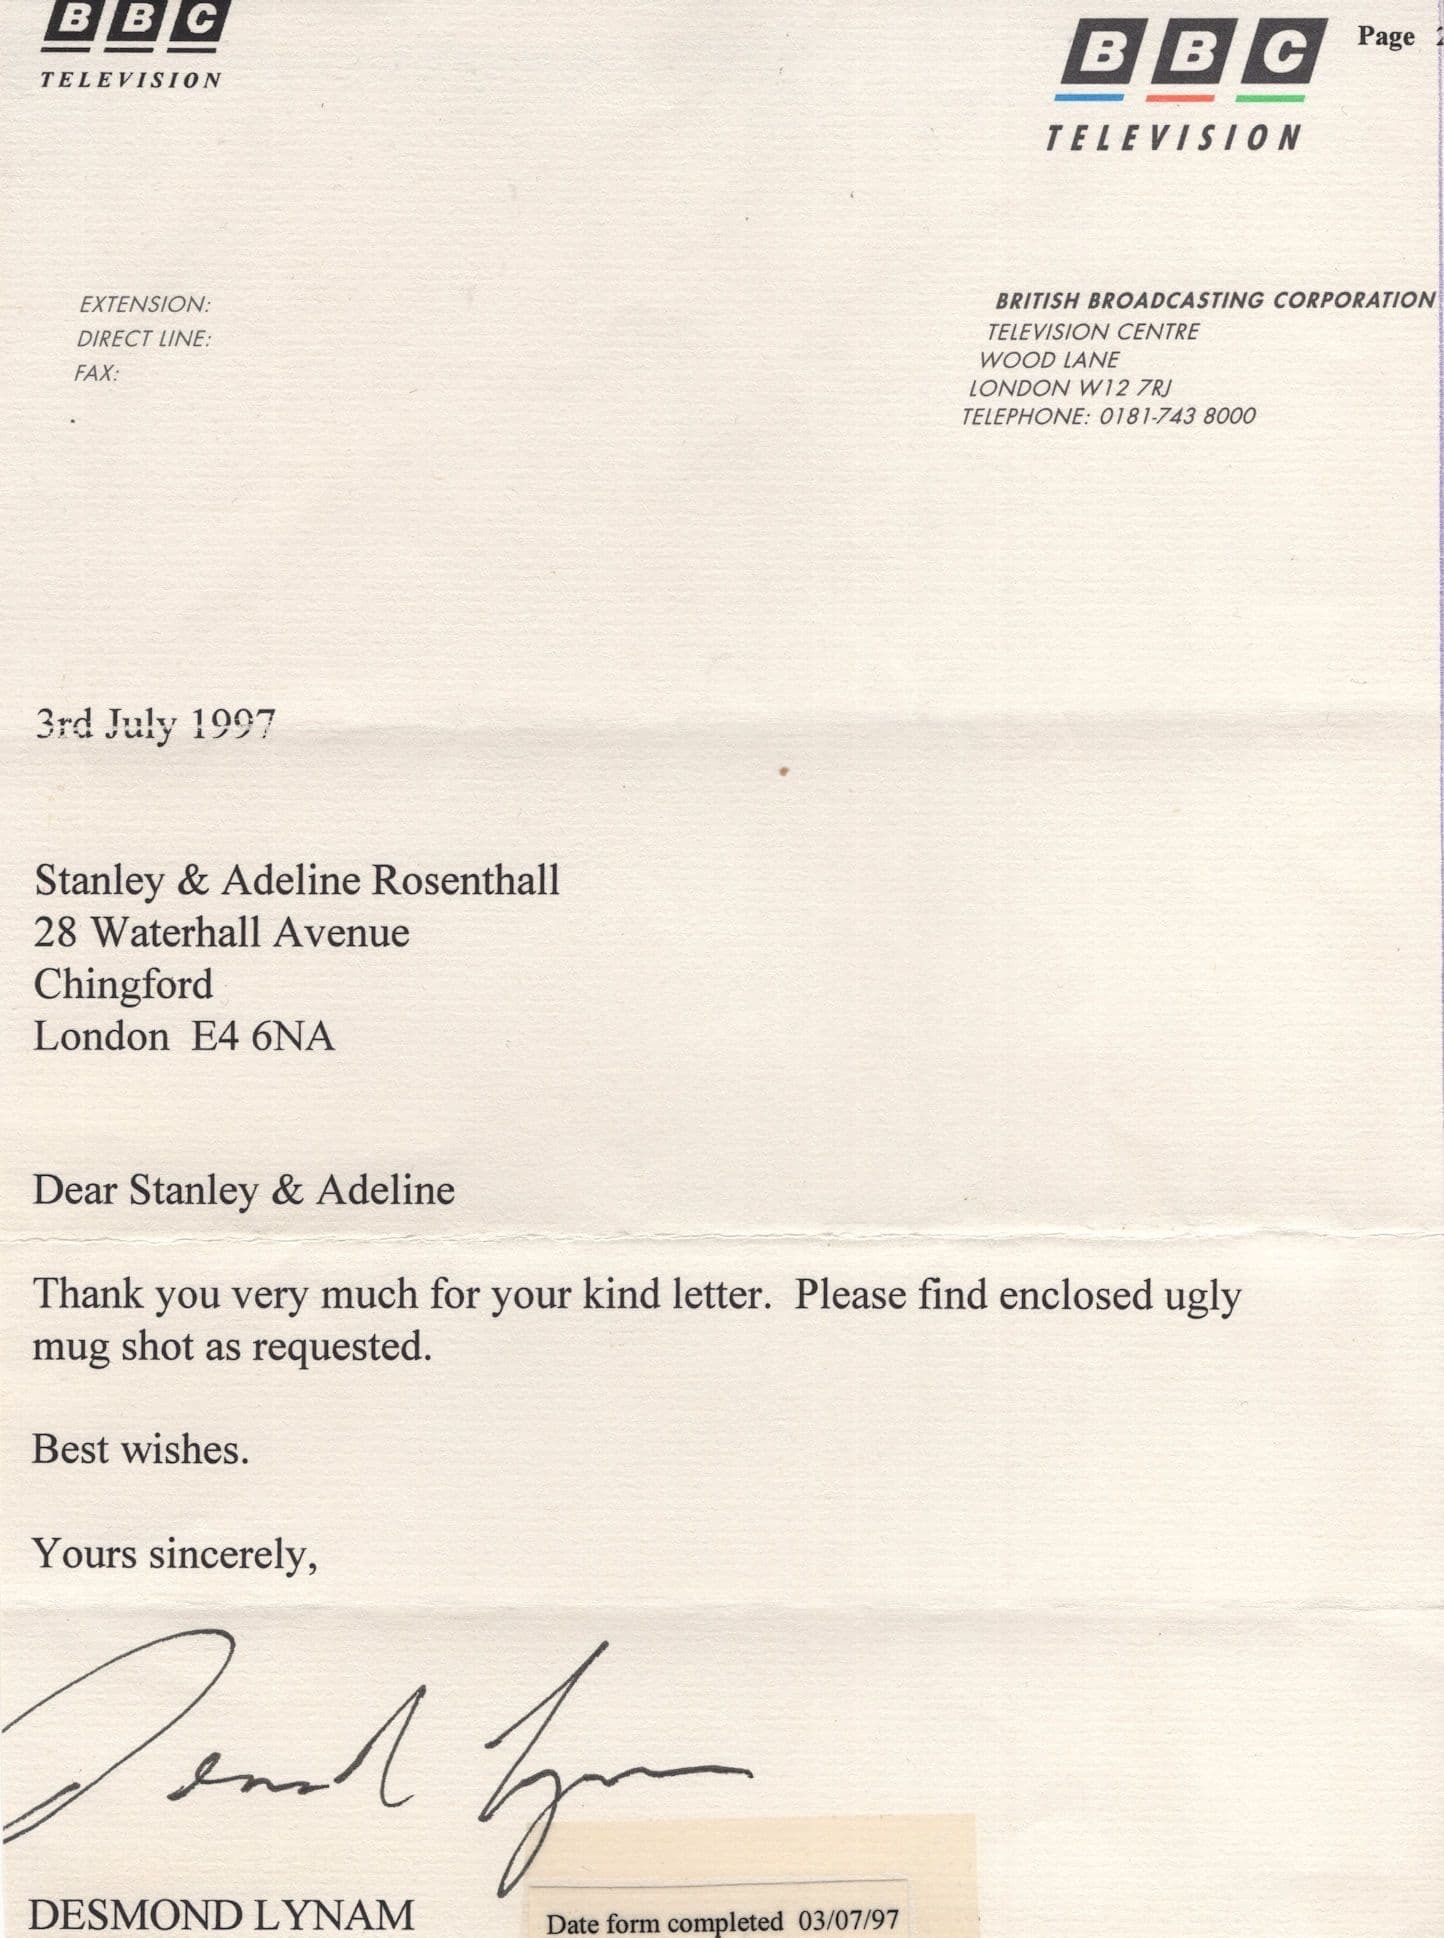 BBC
TELEVISION
BBC
TELEVISION
Page
EXTENSION:
DIRECT LINE:
FAX:
BRITISH BROADCASTING CORPORATION
TELEVISION CENTRE
WOOD LANE
LONDON W12 7RJ
TELEPHONE: 0181-743 8000
3rd July 1997
Stanley & Adeline Rosenthall
28 Waterhall Avenue
Chingford
London E4 6NA
Dear Stanley & Adeline
Thank you very much for your kind letter. Please find enclosed ugly
mug shot as requested.
Best wishes.
Yours sincerely,
Desmond Lynam
DESMOND LYNAM
Date form completed 03/07/97